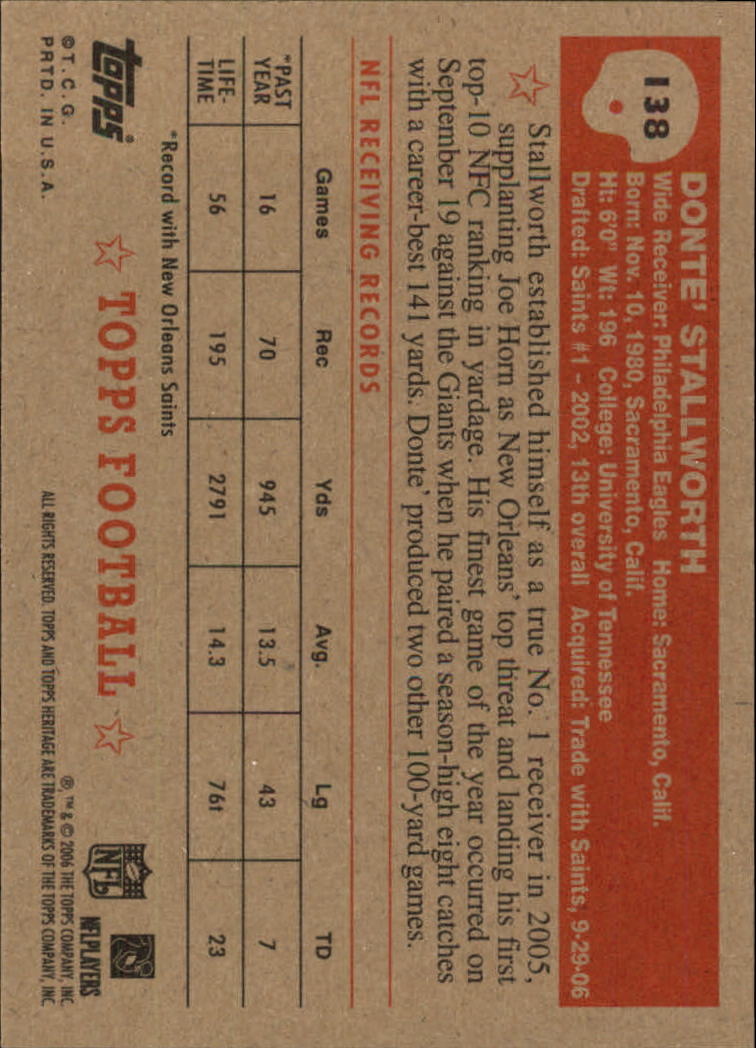 138
DONTE' STALLWORTH
Wide Receiver: Philadelphia Eagles Home: Sacramento, Calif.
Born: Nov. 10, 1980, Sacramento, Calif.
Ht: 6'0" Wt: 196 College: University of Tennessee
Drafted: Saints #1 - 2002, 13th overall Acquired: Trade with Saints, 9-29-06
Stallworth established himself as a true No. 1 receiver in 2005,
supplanting Joe Horn as New Orleans' top threat and landing his first
top-10 NFC ranking in yardage. His finest game of the year occurred on
September 19 against the Giants when he paired a season-high eight catches
with a career-best 141 yards. Donte' produced two other 100-yard games.
NFL RECEIVING RECORDS
Games Rec Yds Avg. Lg TD
*PAST YEAR 16 70 945 13.5 43 7
LIFE-TIME 56 195 2791 14.3 76t 23
*Record with New Orleans Saints
topps®
☆ TOPPS FOOTBALL ☆
NFL
NFLPLAYERS
©T.C.G.
PRTD. IN U.S.A.
®, ™ & © 2006 THE TOPPS COMPANY, INC.
ALL RIGHTS RESERVED. TOPPS AND TOPPS HERITAGE ARE TRADEMARKS OF THE TOPPS COMPANY, INC.